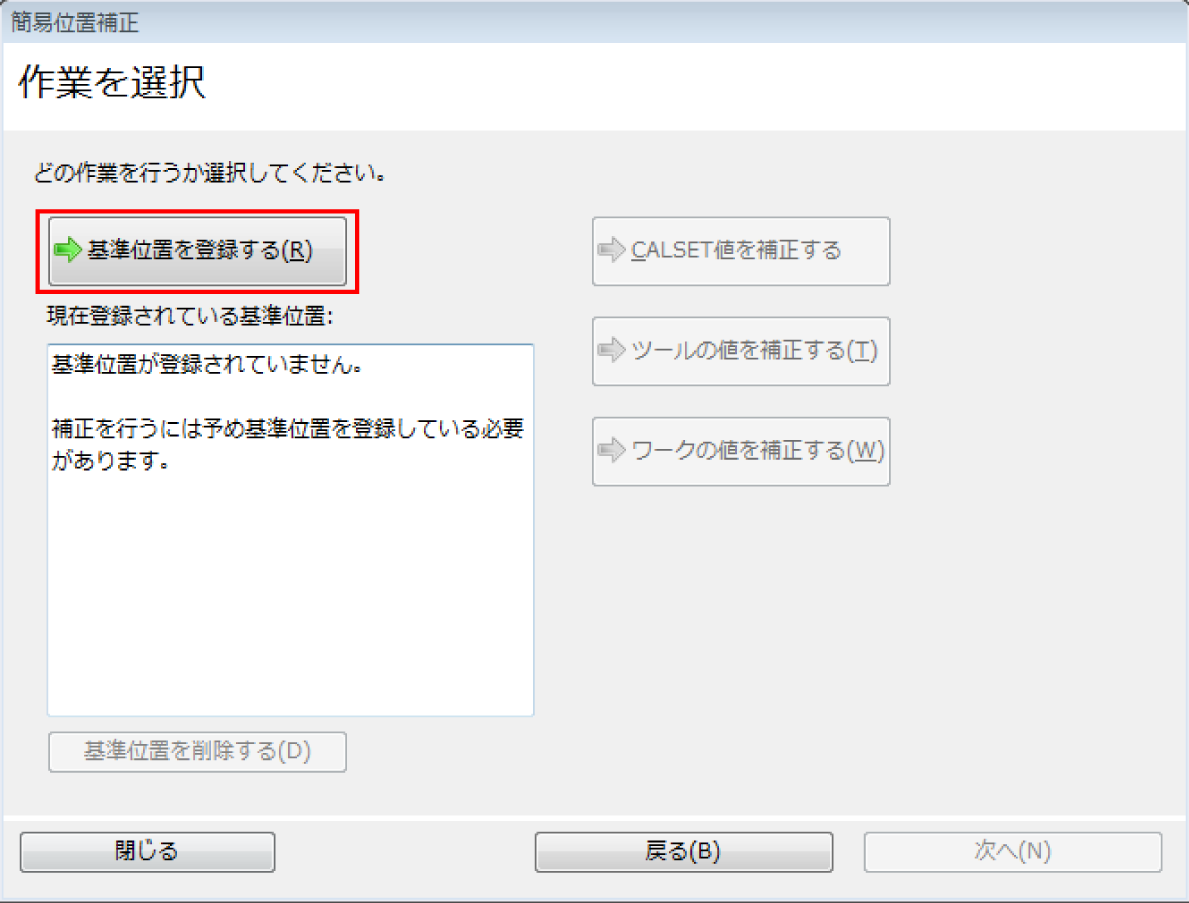 簡易位置補正
作業を選択
どの作業を行うか選択してください。
基準位置を登録する(R)
現在登録されている基準位置:
基準位置が登録されていません。
補正を行うには予め基準位置を登録している必要
があります。
基準位置を削除する(D)
CALSET値を補正する
ツールの値を補正する(T)
ワークの値を補正する(W)
閉じる
戻る(B)
次へ(N)